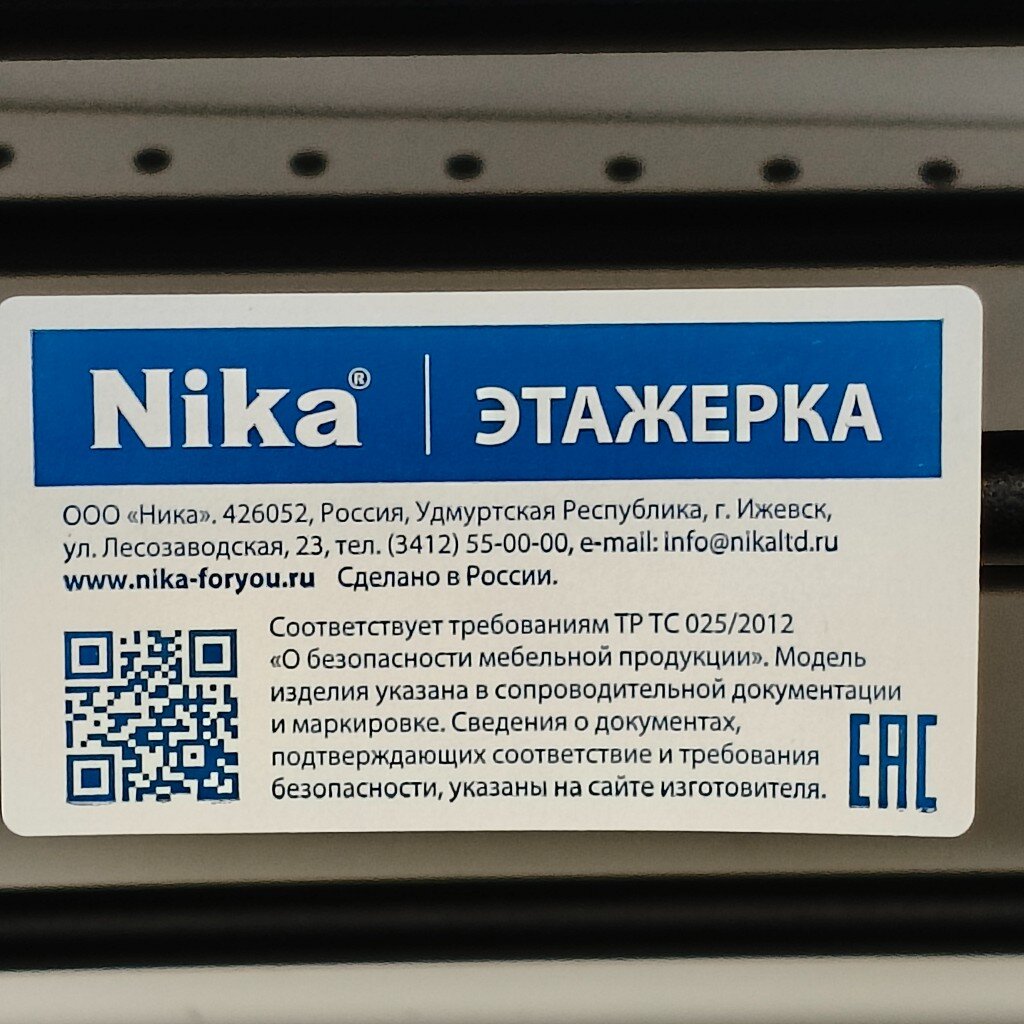 Nika® | ЭТАЖЕРКА
ООО «Ника». 426052, Россия, Удмуртская Республика, г. Ижевск,
ул. Лесозаводская, 23, тел. (3412) 55-00-00, e-mail: info@nikaltd.ru
www.nika-foryou.ru Сделано в России.
Соответствует требованиям ТР ТС 025/2012
«О безопасности мебельной продукции». Модель
изделия указана в сопроводительной документации
и маркировке. Сведения о документах,
подтверждающих соответствие и требования
безопасности, указаны на сайте изготовителя.
EAC